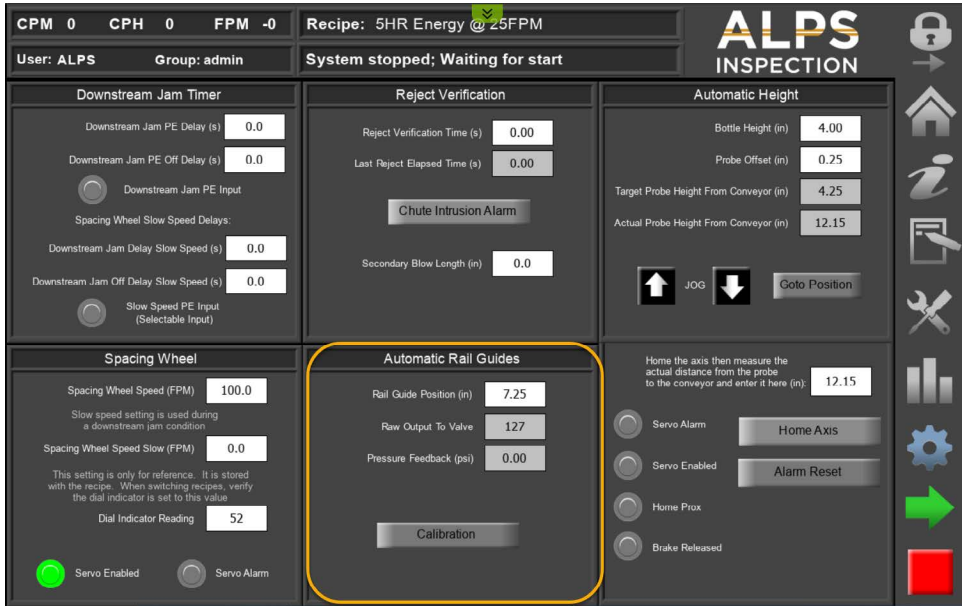 CPM 0 CPH 0 FPM -0
Recipe: 5HR Energy @ 25FPM
ALPS
INSPECTION
User: ALPS Group: admin
System stopped; Waiting for start
Downstream Jam Timer
Downstream Jam PE Delay (s) 0.0
Downstream Jam PE Off Delay (s) 0.0
Downstream Jam PE Input
Spacing Wheel Slow Speed Delays:
Downstream Jam Delay Slow Speed (s) 0.0
Downstream Jam Off Delay Slow Speed (s) 0.0
Slow Speed PE Input
(Selectable Input)
Reject Verification
Reject Verification Time (s) 0.00
Last Reject Elapsed Time (s) 0.00
Chute Intrusion Alarm
Secondary Blow Length (in) 0.0
Automatic Height
Bottle Height (in) 4.00
Probe Offset (in) 0.25
Target Probe Height From Conveyor (in) 4.25
Actual Probe Height From Conveyor (in) 12.15
JOG
Goto Position
Spacing Wheel
Spacing Wheel Speed (FPM) 100.0
Slow speed setting is used during
a downstream jam condition
Spacing Wheel Speed Slow (FPM) 0.0
This setting is only for reference. It is stored
with the recipe. When switching recipes, verify
the dial indicator is set to this value
Dial Indicator Reading 52
Servo Enabled Servo Alarm
Automatic Rail Guides
Rail Guide Position (in) 7.25
Raw Output To Valve 127
Pressure Feedback (psi) 0.00
Calibration
Home the axis then measure the
actual distance from the probe
to the conveyor and enter it here (in): 12.15
Servo Alarm
Home Axis
Servo Enabled
Alarm Reset
Home Prox
Brake Released